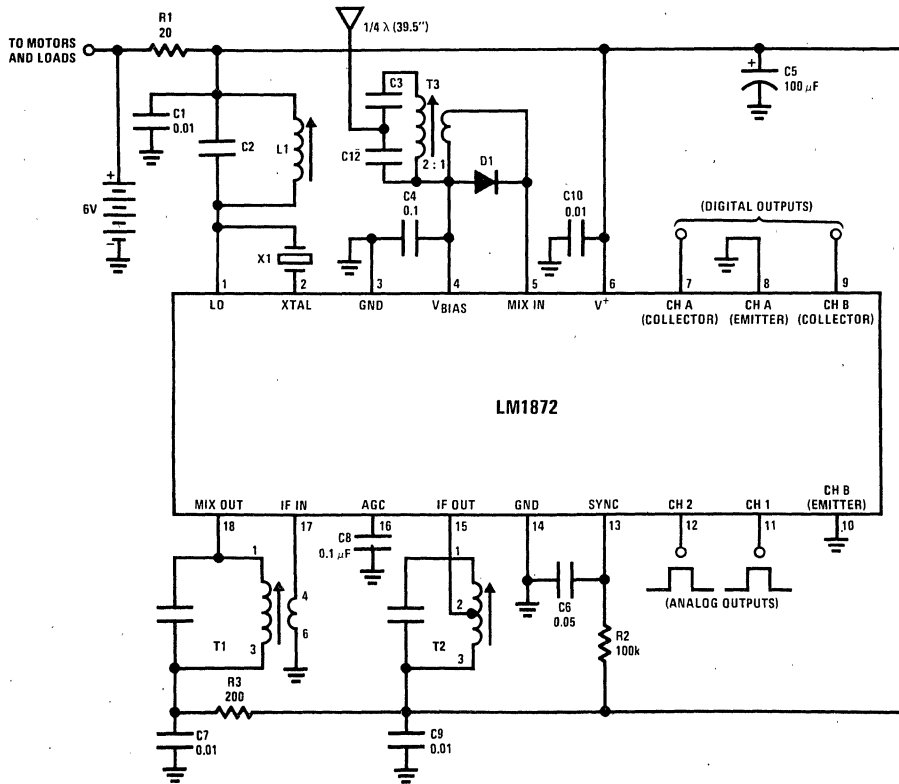 R1
20
TO MOTORS
AND LOADS
1/4 λ (39.5")
C1
0.01
C2
L1
C3
T3
C12
2 : 1
D1
C4
0.1
C10
0.01
C5
100 μF
+
6V
−
+
X1
(DIGITAL OUTPUTS)
1 2 3 4 5 6 7 8 9
LO XTAL GND VBIAS MIX IN V+ CH A CH A CH B
(COLLECTOR) (EMITTER) (COLLECTOR)
LM1872
MIX OUT IF IN AGC IF OUT GND SYNC CH 2 CH 1 CH B
(EMITTER)
18 17 16 15 14 13 12 11 10
C8
0.1 μF
1
4
6
3
T1
1
2
3
T2
C6
0.05
R2
100k
(ANALOG OUTPUTS)
R3
200
C7
0.01
C9
0.01